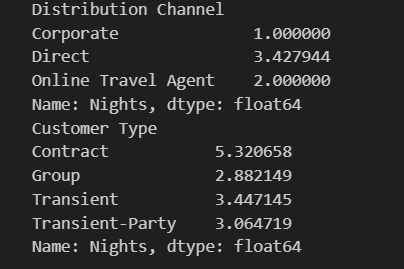 Distribution Channel
Corporate 1.000000
Direct 3.427944
Online Travel Agent 2.000000
Name: Nights, dtype: float64
Customer Type
Contract 5.320658
Group 2.882149
Transient 3.447145
Transient-Party 3.064719
Name: Nights, dtype: float64